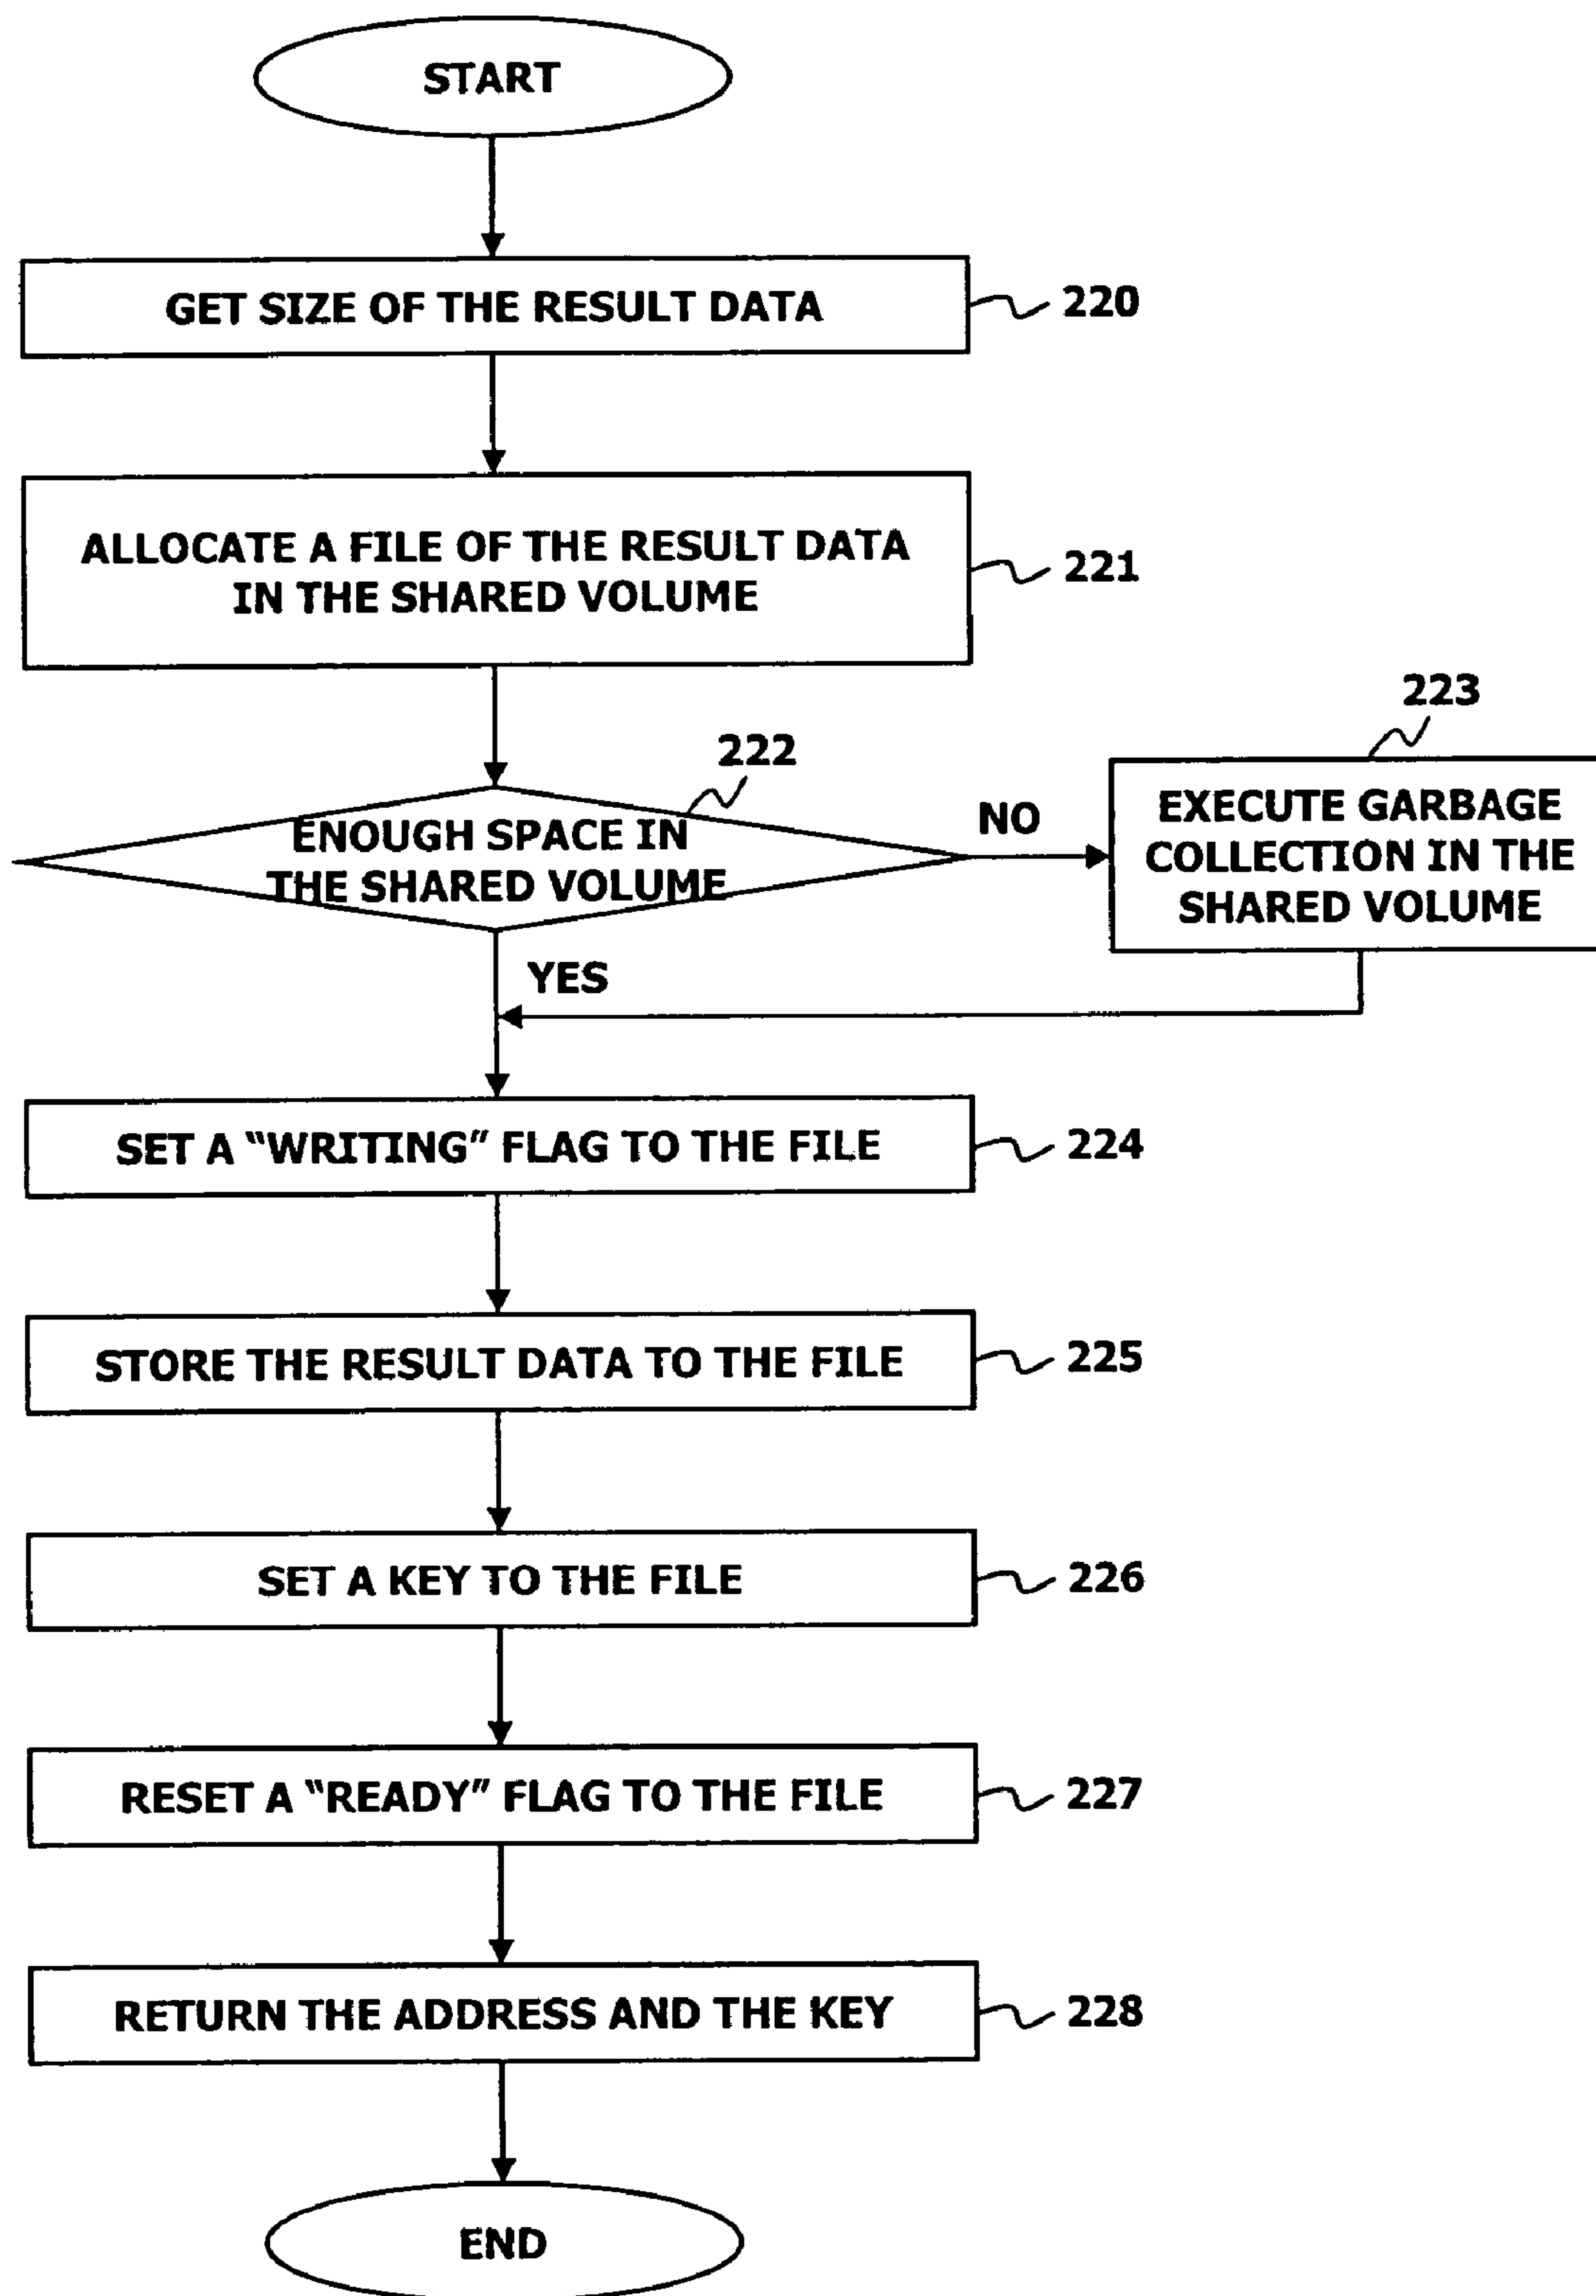 START
GET SIZE OF THE RESULT DATA
220
ALLOCATE A FILE OF THE RESULT DATA
IN THE SHARED VOLUME
221
222
ENOUGH SPACE IN
THE SHARED VOLUME
NO
223
EXECUTE GARBAGE
COLLECTION IN THE
SHARED VOLUME
YES
SET A “WRITING” FLAG TO THE FILE
224
STORE THE RESULT DATA TO THE FILE
225
SET A KEY TO THE FILE
226
RESET A “READY” FLAG TO THE FILE
227
RETURN THE ADDRESS AND THE KEY
228
END